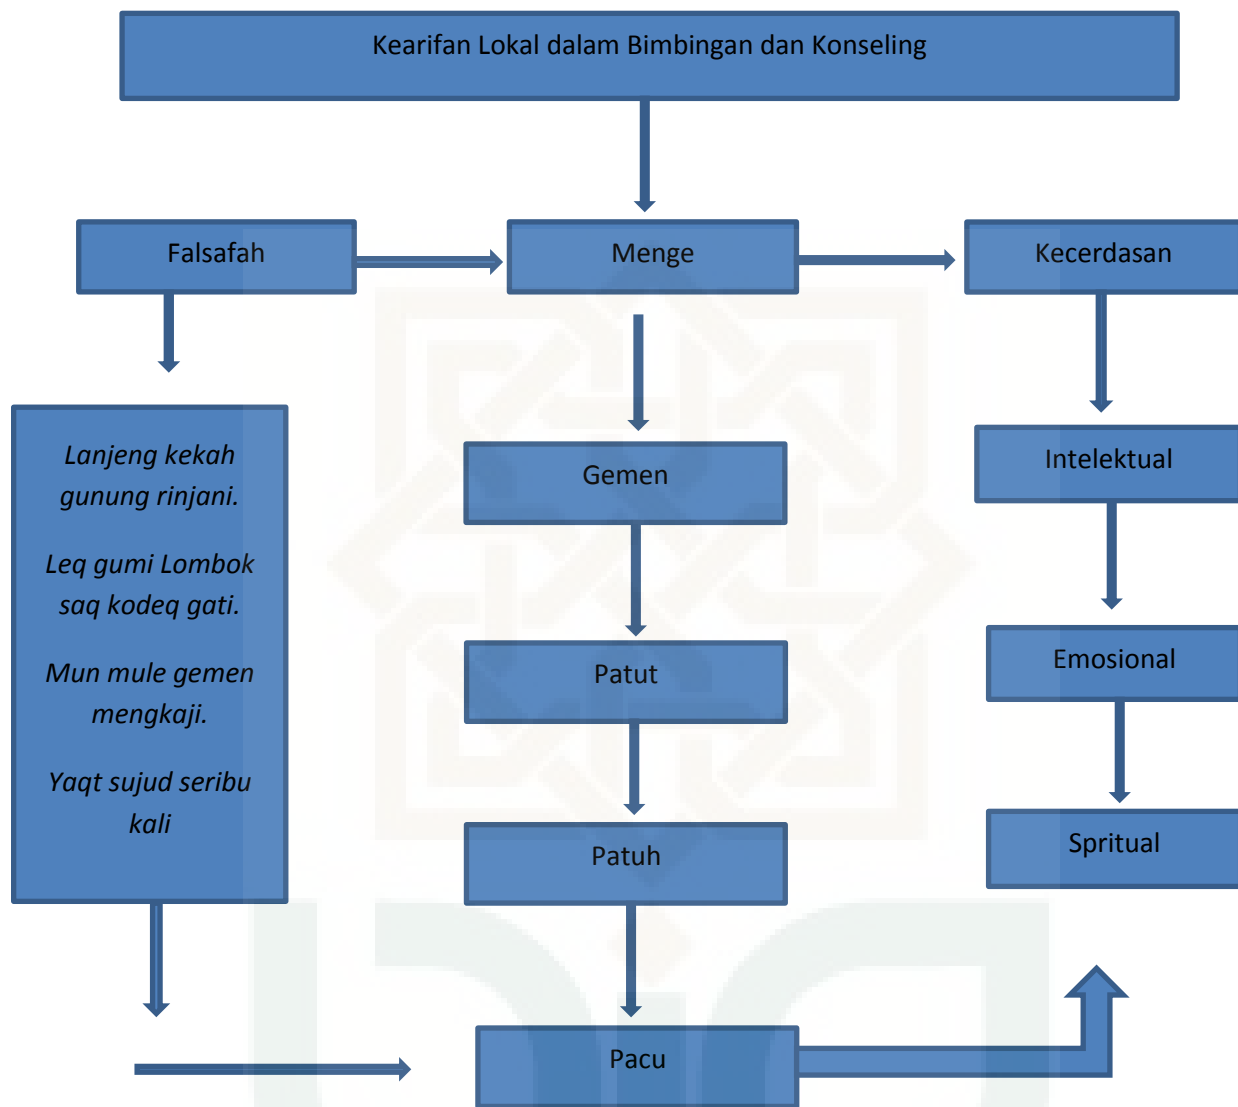 Kearifan Lokal dalam Bimbingan dan Konseling
Falsafah
Menge
Kecerdasan
Lanjeng kekah
gunung rinjani.
Leq gumi Lombok
saq kodeq gati.
Mun mule gemen
mengkaji.
Yaqt sujud seribu
kali
Gemen
Patut
Patuh
Pacu
Intelektual
Emosional
Spritual